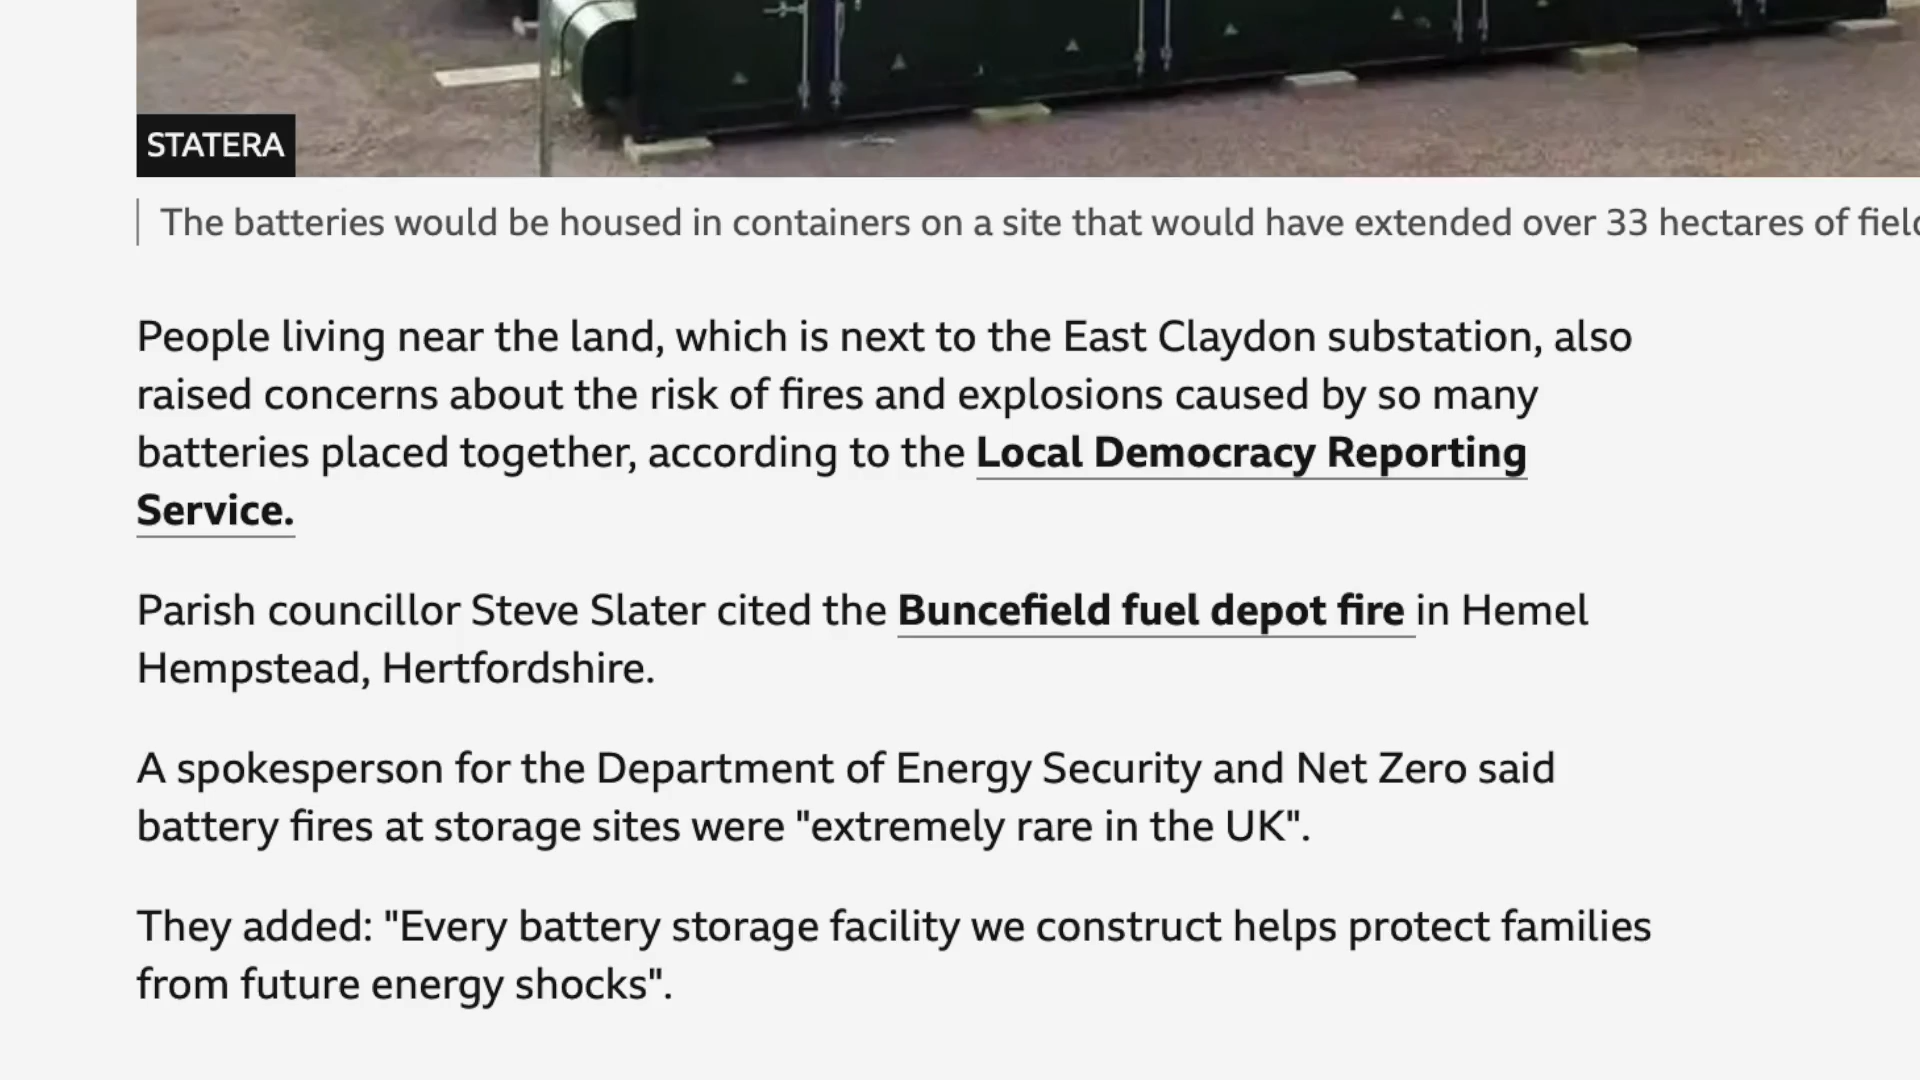 STATERA
The batteries would be housed in containers on a site that would have extended over 33 hectares of
People living near the land, which is next to the East Claydon substation, also
raised concerns about the risk of fires and explosions caused by so many
batteries placed together, according to the Local Democracy Reporting
Service.
Parish councillor Steve Slater cited the Buncefield fuel depot fire in Hemel
Hempstead, Hertfordshire.
A spokesperson for the Department of Energy Security and Net Zero said
battery fires at storage sites were "extremely rare in the UK".
They added: "Every battery storage facility we construct helps protect families
from future energy shocks".